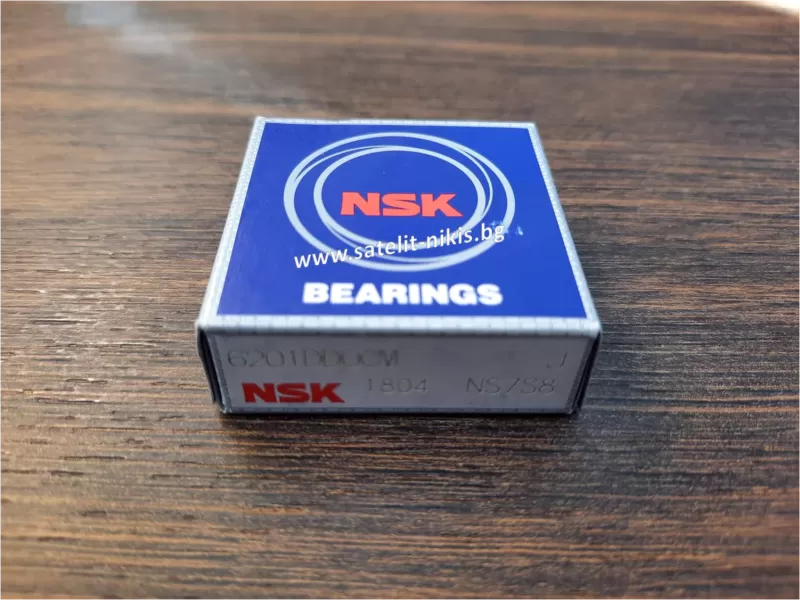 NSK
www.satelit-nikis.bg
BEARINGS
6201DDUCM J
NSK 1804 NS7S8